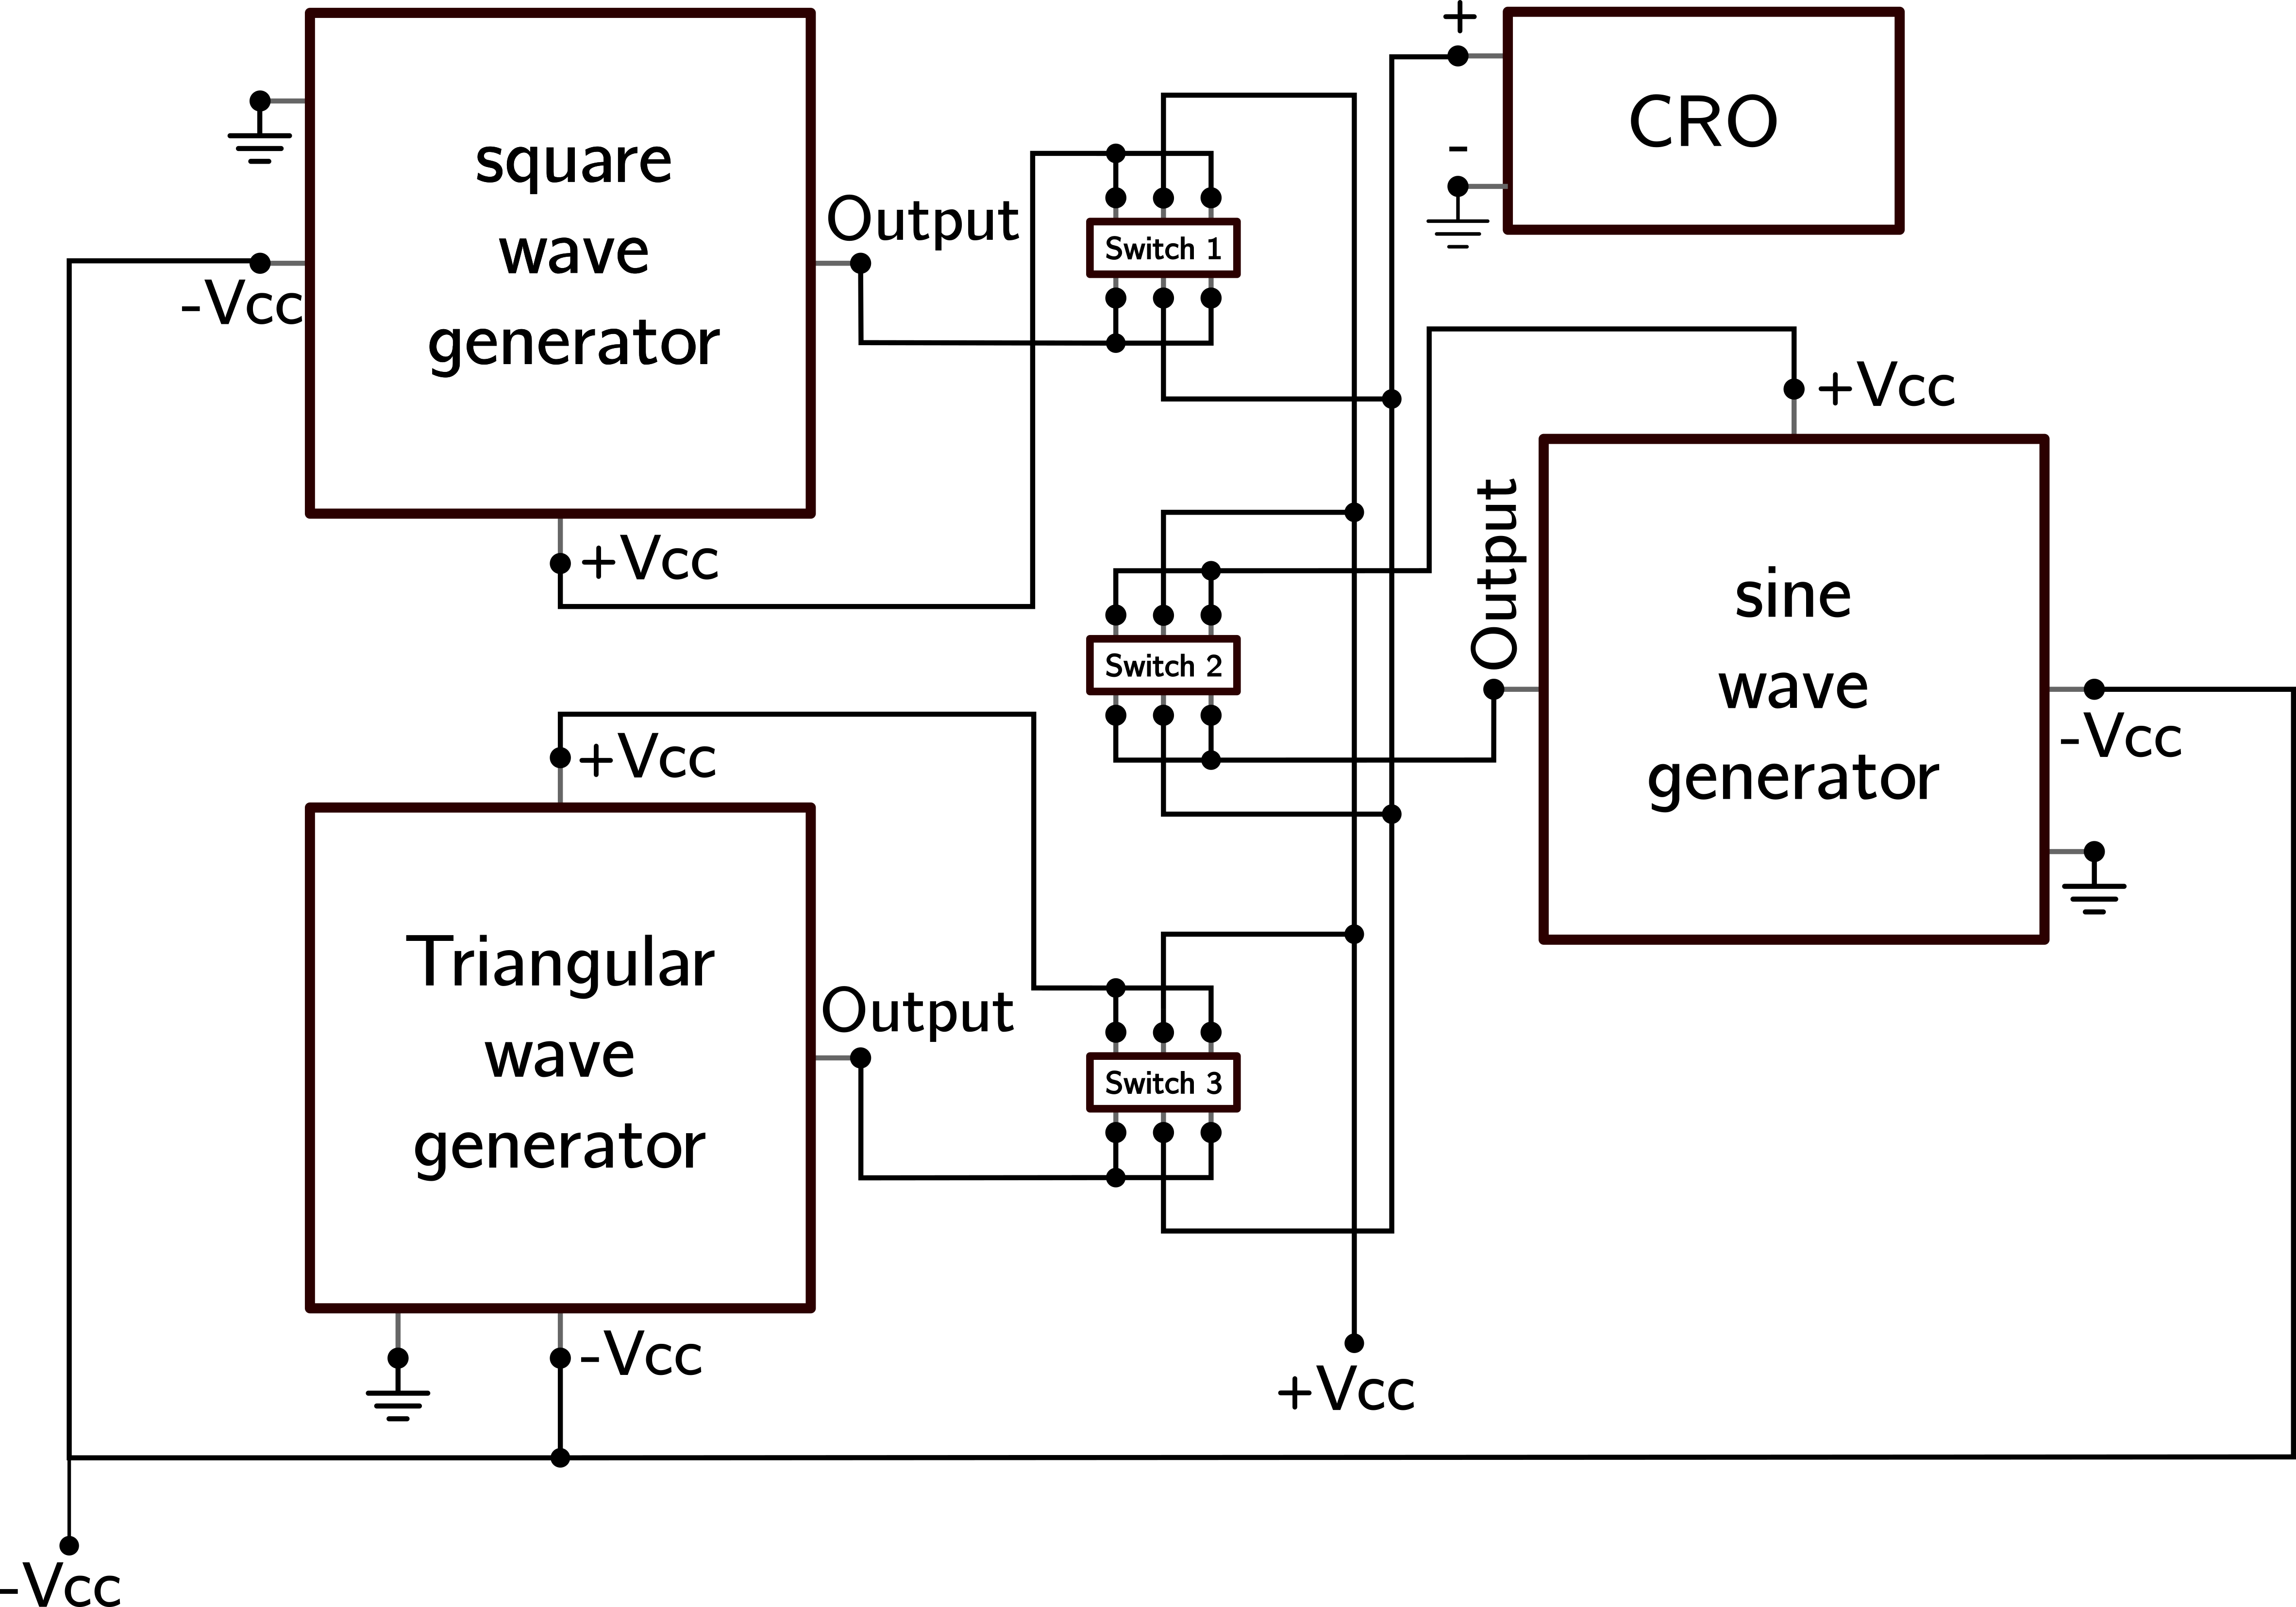 square
wave
generator
-Vcc
Output
+Vcc
Switch 1
+
-
CRO
+Vcc
Output
sine
wave
generator
-Vcc
Switch 2
+Vcc
Triangular
wave
generator
Output
-Vcc
Switch 3
+Vcc
-Vcc